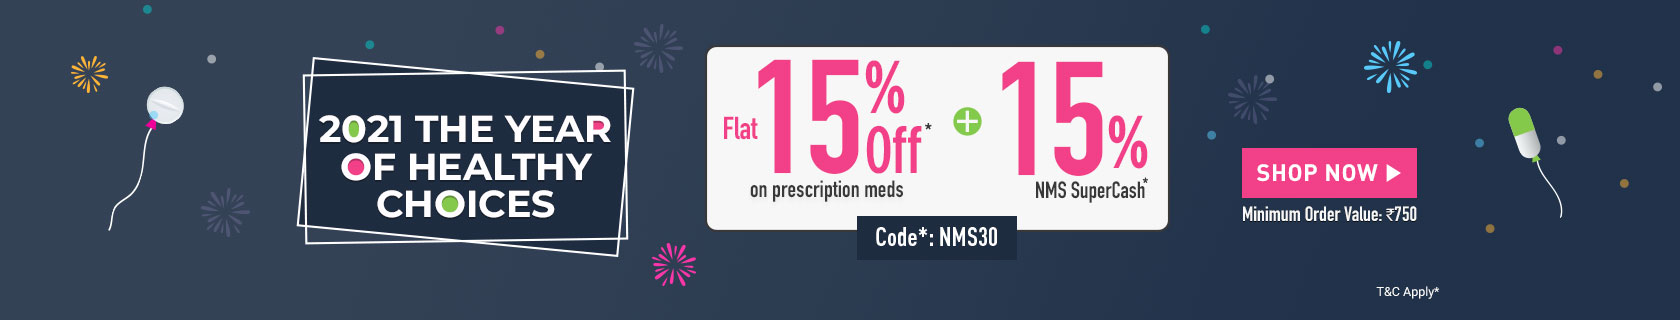 2021 THE YEAR
OF HEALTHY
CHOICES
Flat 15% Off*
on prescription meds
+
15%
NMS SuperCash*
Code*: NMS30
SHOP NOW ▶
Minimum Order Value: ₹750
T&C Apply*